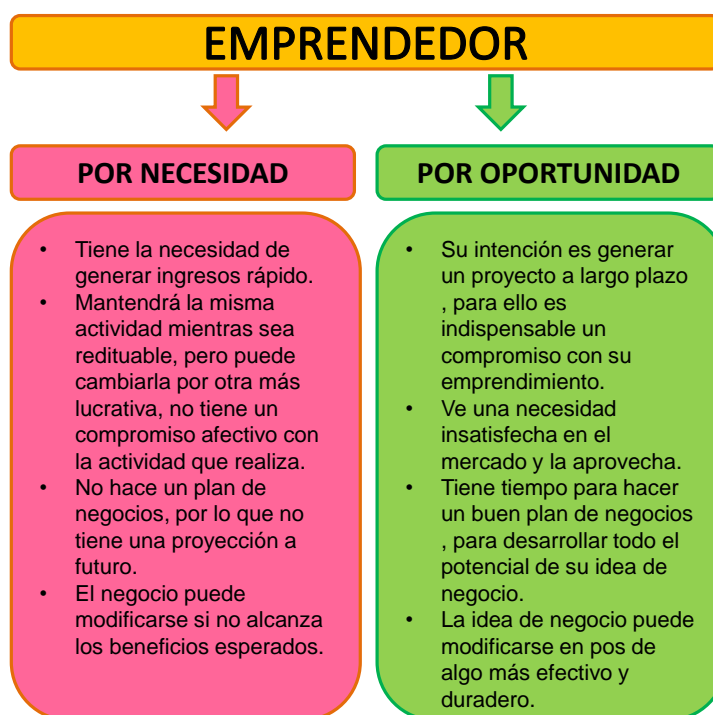 EMPRENDEDOR
POR NECESIDAD
• Tiene la necesidad de
generar ingresos rápido.
• Mantendrá la misma
actividad mientras sea
redituable, pero puede
cambiarla por otra más
lucrativa, no tiene un
compromiso afectivo con
la actividad que realiza.
• No hace un plan de
negocios, por lo que no
tiene una proyección a
futuro.
• El negocio puede
modificarse si no alcanza
los beneficios esperados.
POR OPORTUNIDAD
• Su intención es generar
un proyecto a largo plazo
, para ello es
indispensable un
compromiso con su
emprendimiento.
• Ve una necesidad
insatisfecha en el
mercado y la aprovecha.
• Tiene tiempo para hacer
un buen plan de negocios
, para desarrollar todo el
potencial de su idea de
negocio.
• La idea de negocio puede
modificarse en pos de
algo más efectivo y
duradero.